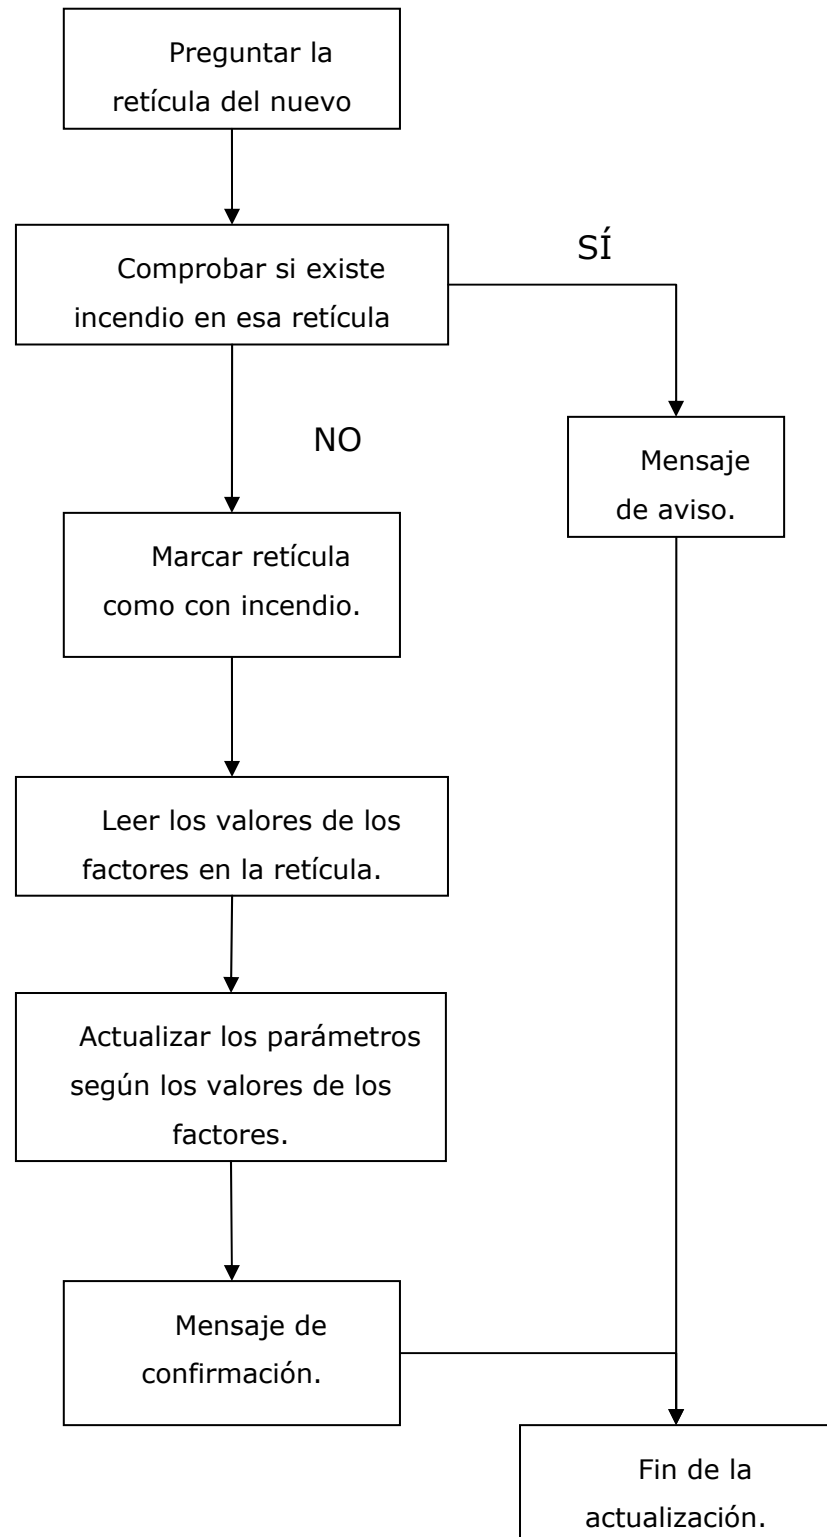 Preguntar la
retícula del nuevo
Comprobar si existe
incendio en esa retícula
SÍ
NO
Mensaje
de aviso.
Marcar retícula
como con incendio.
Leer los valores de los
factores en la retícula.
Actualizar los parámetros
según los valores de los
factores.
Mensaje de
confirmación.
Fin de la
actualización.